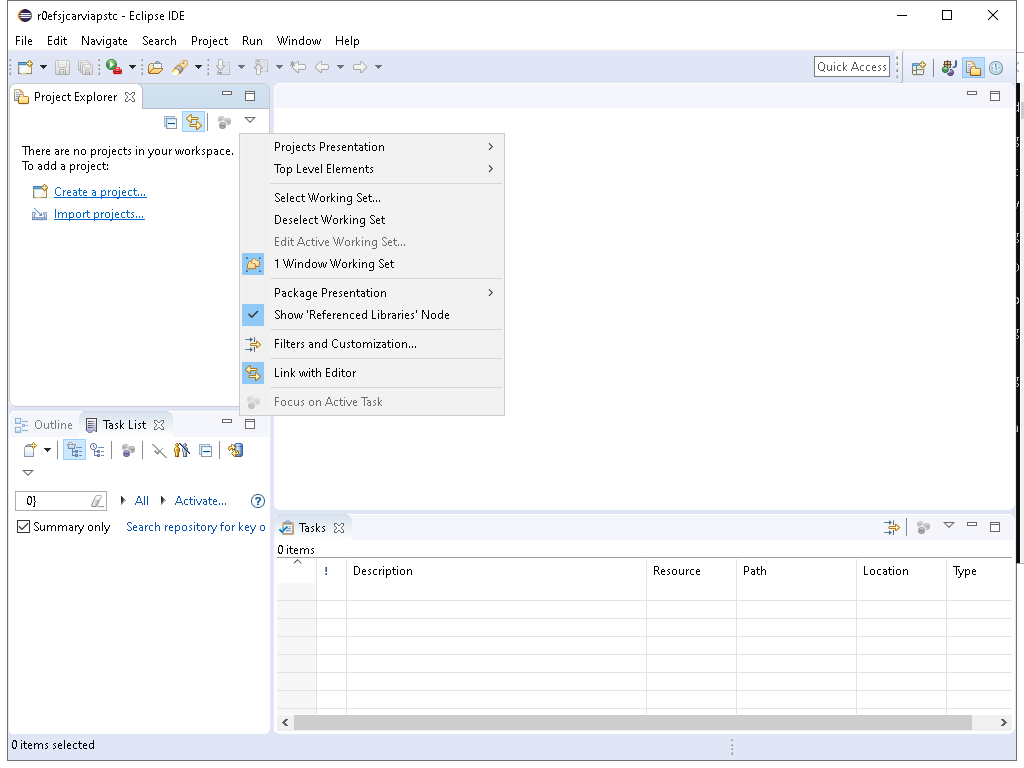 r0efsjcarviapstc - Eclipse IDE
File Edit Navigate Search Project Run Window Help
Quick Access
Project Explorer
There are no projects in your workspace.
To add a project:
Create a project...
Import projects...
Projects Presentation
Top Level Elements
Select Working Set...
Deselect Working Set
Edit Active Working Set...
1 Window Working Set
Package Presentation
Show 'Referenced Libraries' Node
Filters and Customization...
Link with Editor
Focus on Active Task
Outline Task List
0}
All Activate...
Summary only Search repository for key o
Tasks
0 items
! Description Resource Path Location Type
0 items selected